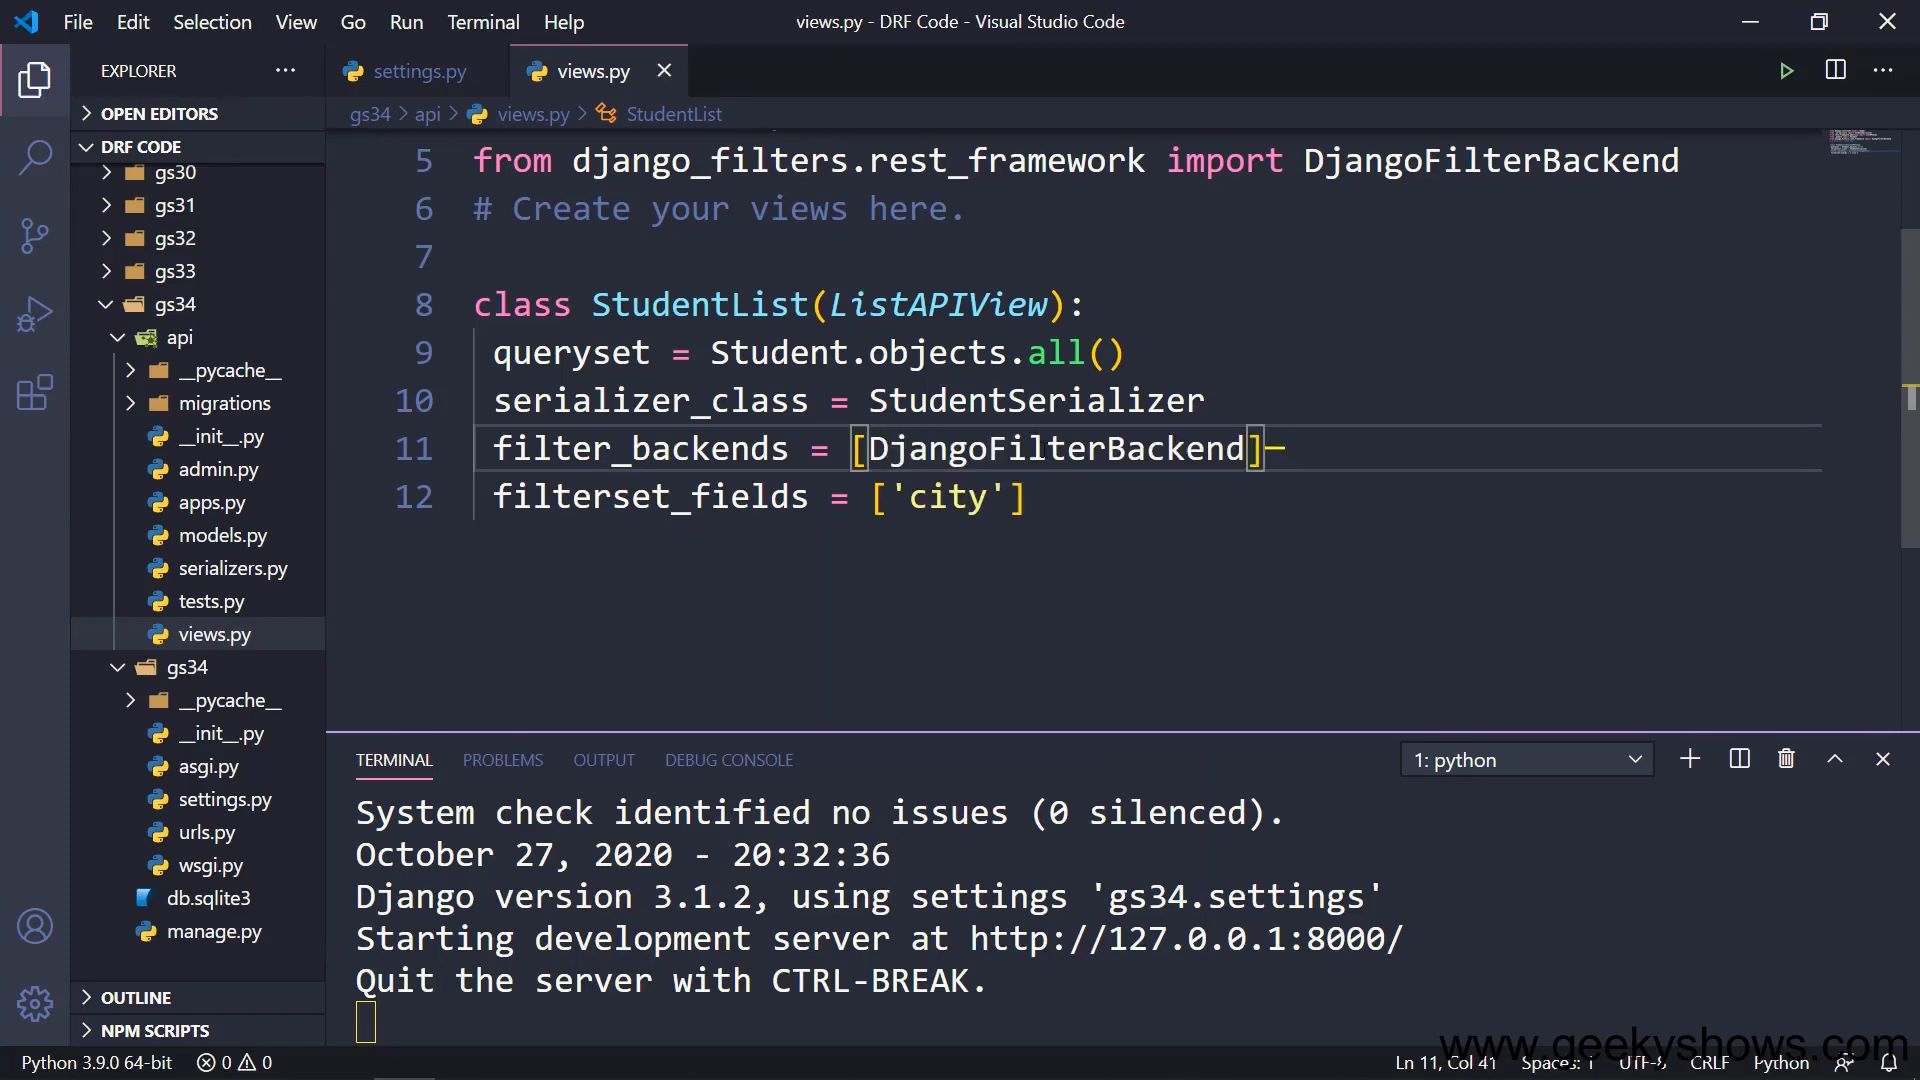 File Edit Selection View Go Run Terminal Help
views.py - DRF Code - Visual Studio Code
EXPLORER
settings.py
views.py
OPEN EDITORS
gs34 > api > views.py > StudentList
DRF CODE
gs30
gs31
gs32
gs33
gs34
api
__pycache__
migrations
__init__.py
admin.py
apps.py
models.py
serializers.py
tests.py
views.py
gs34
__pycache__
__init__.py
asgi.py
settings.py
urls.py
wsgi.py
db.sqlite3
manage.py
OUTLINE
NPM SCRIPTS
5 from django_filters.rest_framework import DjangoFilterBackend
6 # Create your views here.
7
8 class StudentList(ListAPIView):
9 queryset = Student.objects.all()
10 serializer_class = StudentSerializer
11 filter_backends = [DjangoFilterBackend]
12 filterset_fields = ['city']
TERMINAL PROBLEMS OUTPUT DEBUG CONSOLE
1: python
System check identified no issues (0 silenced).
October 27, 2020 - 20:32:36
Django version 3.1.2, using settings 'gs34.settings'
Starting development server at http://127.0.0.1:8000/
Quit the server with CTRL-BREAK.
www.geekyshows.com
Python 3.9.0 64-bit 0 0
Ln 11, Col 41 Spaces: 1 UTF-8 CRLF Python